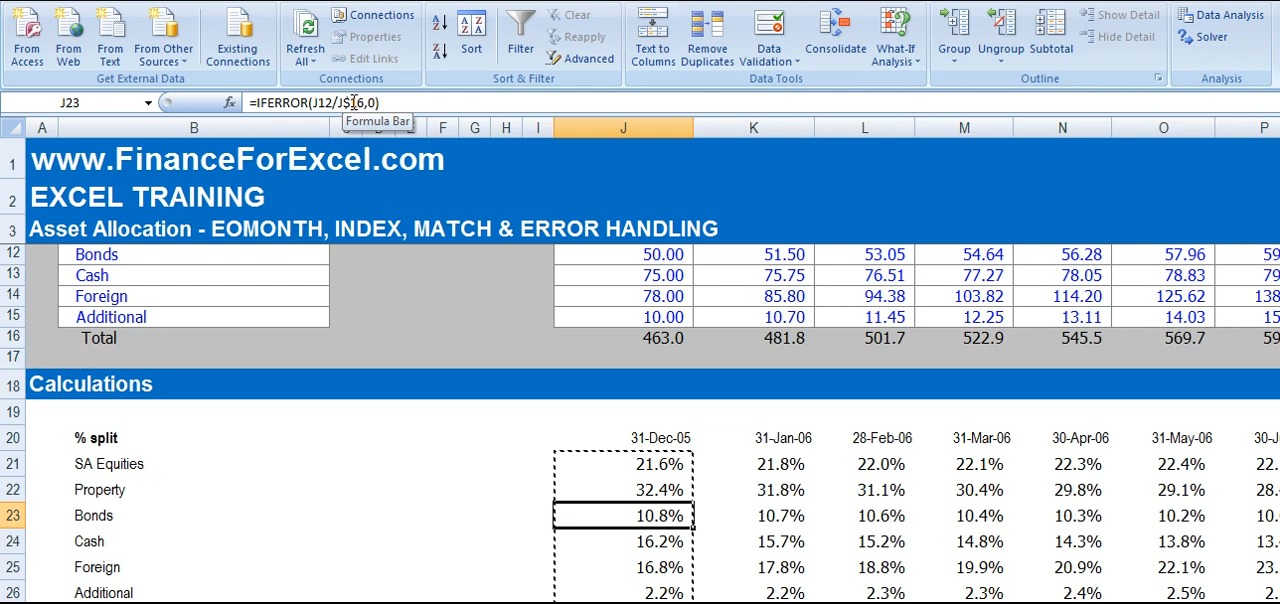 From Access
From Web
From Text
From Other Sources
Existing Connections
Get External Data
Refresh All
Connections
Properties
Edit Links
Connections
Sort
Filter
Clear
Reapply
Advanced
Sort & Filter
Text to Columns
Remove Duplicates
Data Validation
Consolidate
What-If Analysis
Data Tools
Group
Ungroup
Subtotal
Show Detail
Hide Detail
Outline
Data Analysis
Solver
Analysis
J23 fx =IFERROR(J12/J$16,0)
Formula Bar
A B F G H I J K L M N O P
1 www.FinanceForExcel.com
2 EXCEL TRAINING
3 Asset Allocation - EOMONTH, INDEX, MATCH & ERROR HANDLING
12 Bonds 50.00 51.50 53.05 54.64 56.28 57.96 59
13 Cash 75.00 75.75 76.51 77.27 78.05 78.83 79
14 Foreign 78.00 85.80 94.38 103.82 114.20 125.62 138
15 Additional 10.00 10.70 11.45 12.25 13.11 14.03 15
16 Total 463.0 481.8 501.7 522.9 545.5 569.7 59
17
18 Calculations
19
20 % split 31-Dec-05 31-Jan-06 28-Feb-06 31-Mar-06 30-Apr-06 31-May-06 30-J
21 SA Equities 21.6% 21.8% 22.0% 22.1% 22.3% 22.4% 22.
22 Property 32.4% 31.8% 31.1% 30.4% 29.8% 29.1% 28.
23 Bonds 10.8% 10.7% 10.6% 10.4% 10.3% 10.2% 10.
24 Cash 16.2% 15.7% 15.2% 14.8% 14.3% 13.8% 13.
25 Foreign 16.8% 17.8% 18.8% 19.9% 20.9% 22.1% 23.
26 Additional 2.2% 2.2% 2.3% 2.3% 2.4% 2.5% 2.